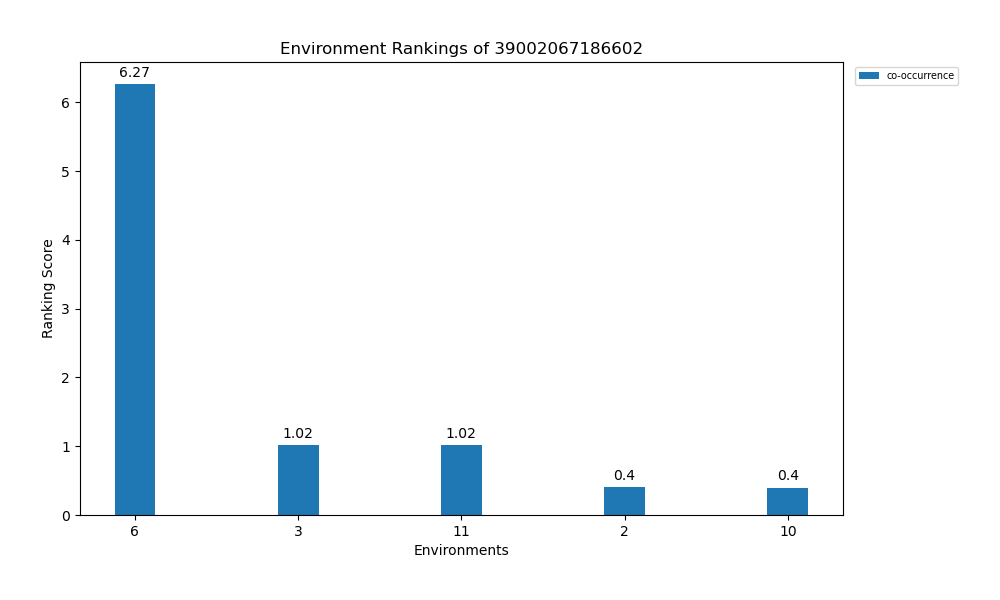 Environment Rankings of 39002067186602
co-occurrence
Ranking Score
6
5
4
3
2
1
0
6.27
1.02
1.02
0.4
0.4
6 3 11 2 10
Environments